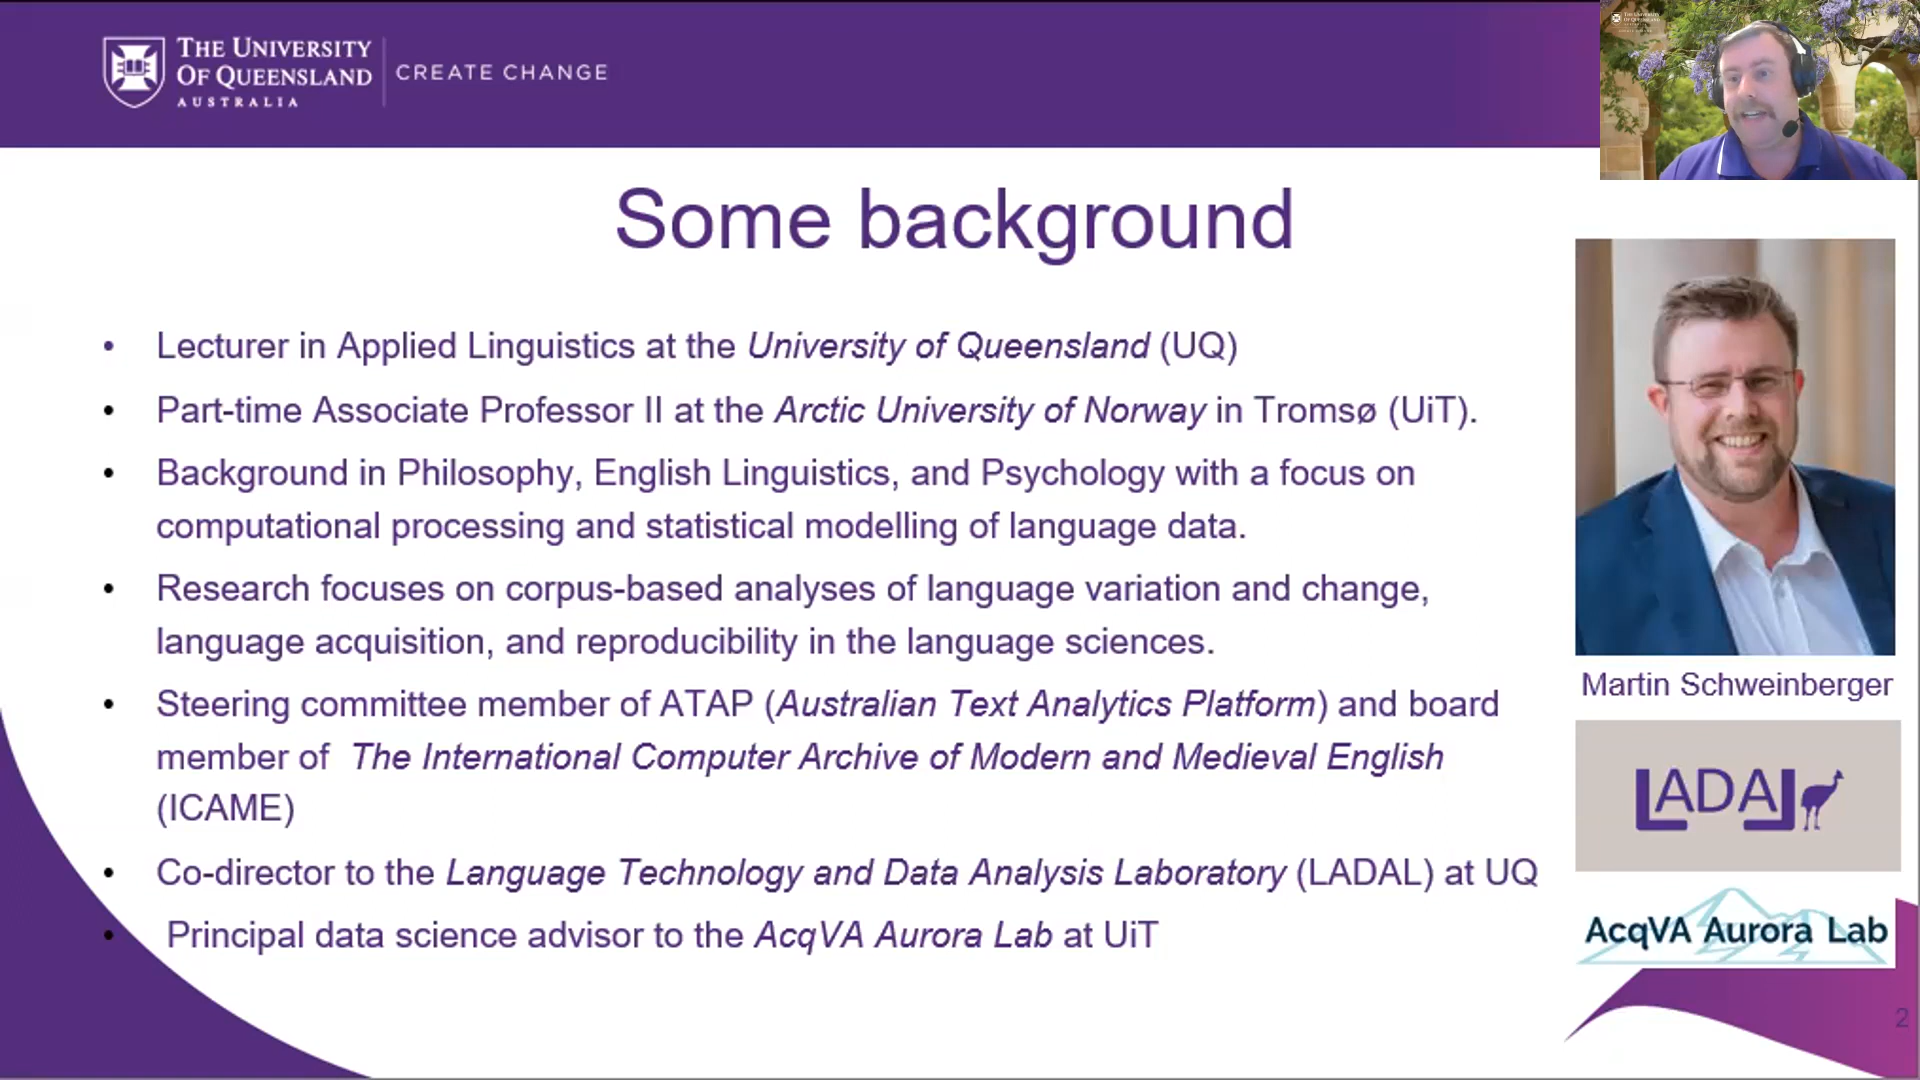 THE UNIVERSITY
OF QUEENSLAND
AUSTRALIA
CREATE CHANGE
Some background
• Lecturer in Applied Linguistics at the University of Queensland (UQ)
• Part-time Associate Professor II at the Arctic University of Norway in Tromsø (UiT).
• Background in Philosophy, English Linguistics, and Psychology with a focus on
computational processing and statistical modelling of language data.
• Research focuses on corpus-based analyses of language variation and change,
language acquisition, and reproducibility in the language sciences.
• Steering committee member of ATAP (Australian Text Analytics Platform) and board
member of The International Computer Archive of Modern and Medieval English
(ICAME)
• Co-director to the Language Technology and Data Analysis Laboratory (LADAL) at UQ
• Principal data science advisor to the AcqVA Aurora Lab at UiT
Martin Schweinberger
LADAL
AcqVA Aurora Lab
2